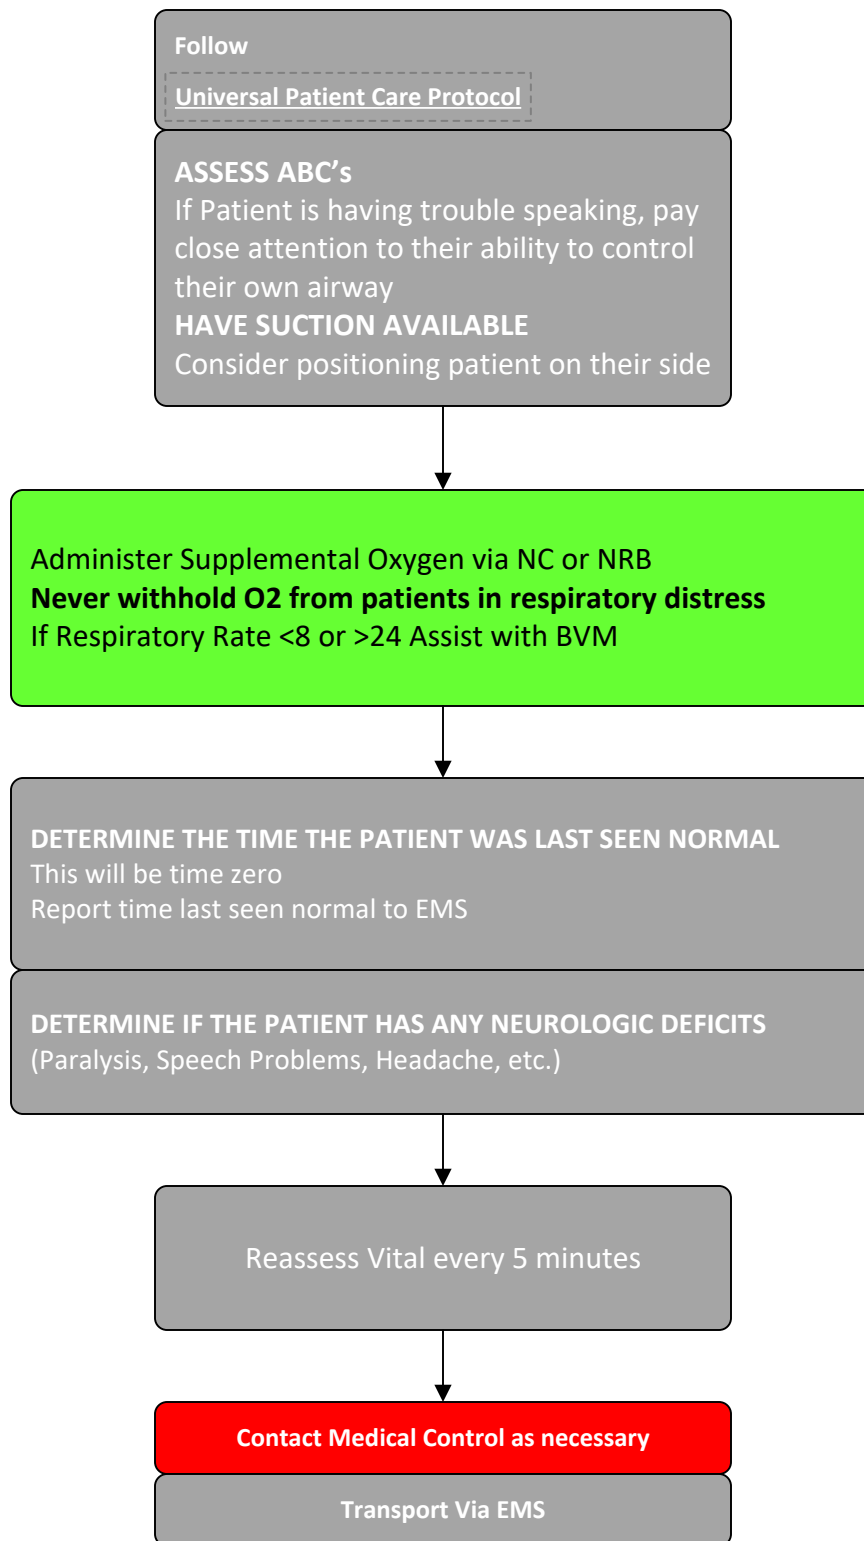 Follow
Universal Patient Care Protocol
ASSESS ABC’s
If Patient is having trouble speaking, pay
close attention to their ability to control
their own airway
HAVE SUCTION AVAILABLE
Consider positioning patient on their side
Administer Supplemental Oxygen via NC or NRB
Never withhold O2 from patients in respiratory distress
If Respiratory Rate <8 or >24 Assist with BVM
DETERMINE THE TIME THE PATIENT WAS LAST SEEN NORMAL
This will be time zero
Report time last seen normal to EMS
DETERMINE IF THE PATIENT HAS ANY NEUROLOGIC DEFICITS
(Paralysis, Speech Problems, Headache, etc.)
Reassess Vital every 5 minutes
Contact Medical Control as necessary
Transport Via EMS